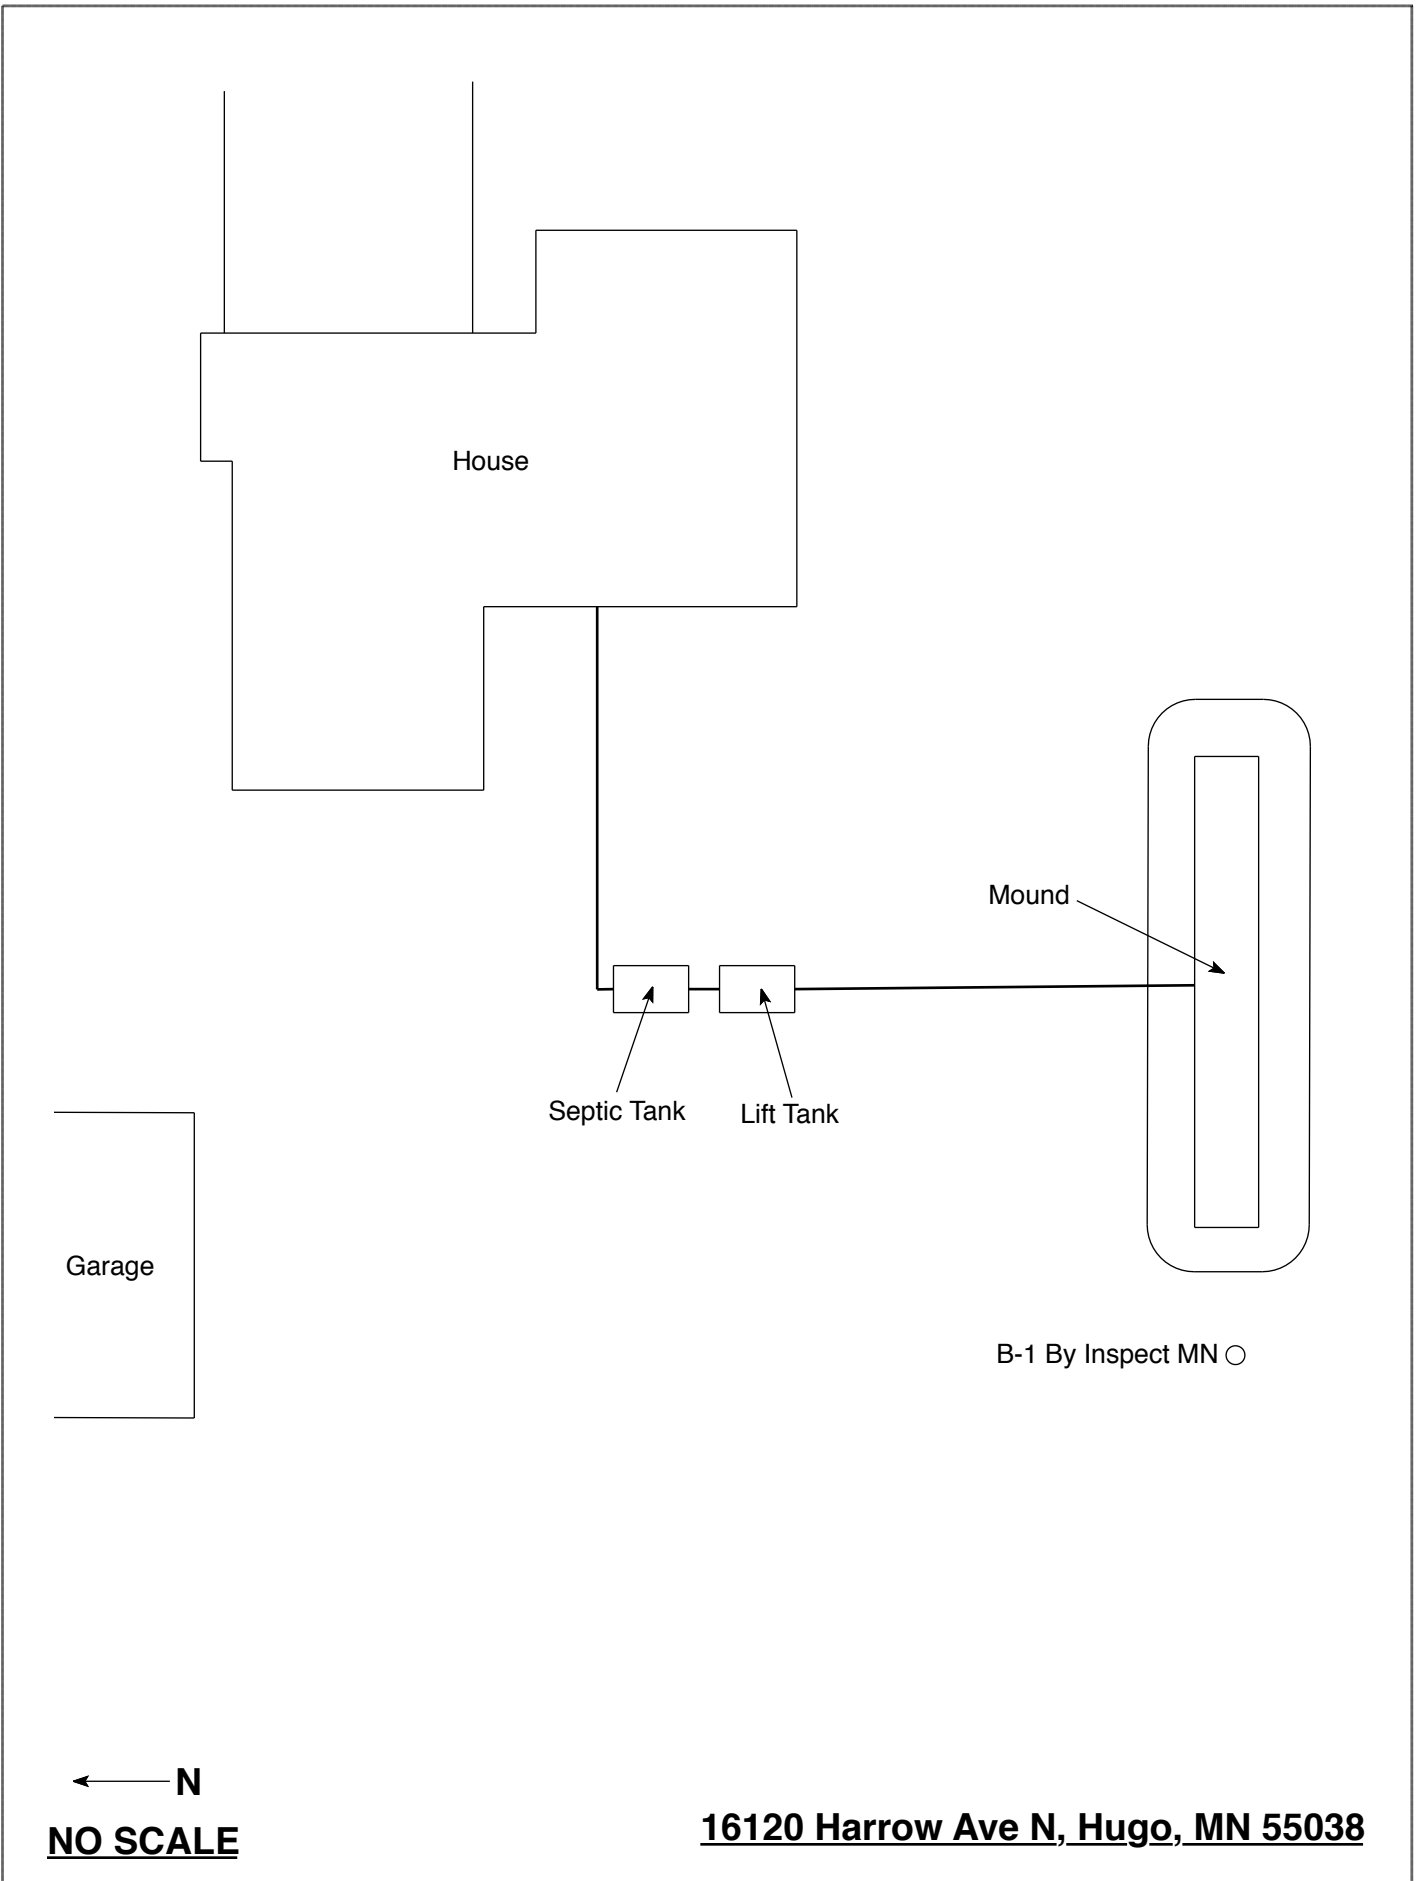 House
Mound
Septic Tank
Lift Tank
Garage
B-1 By Inspect MN
N
NO SCALE
16120 Harrow Ave N, Hugo, MN 55038